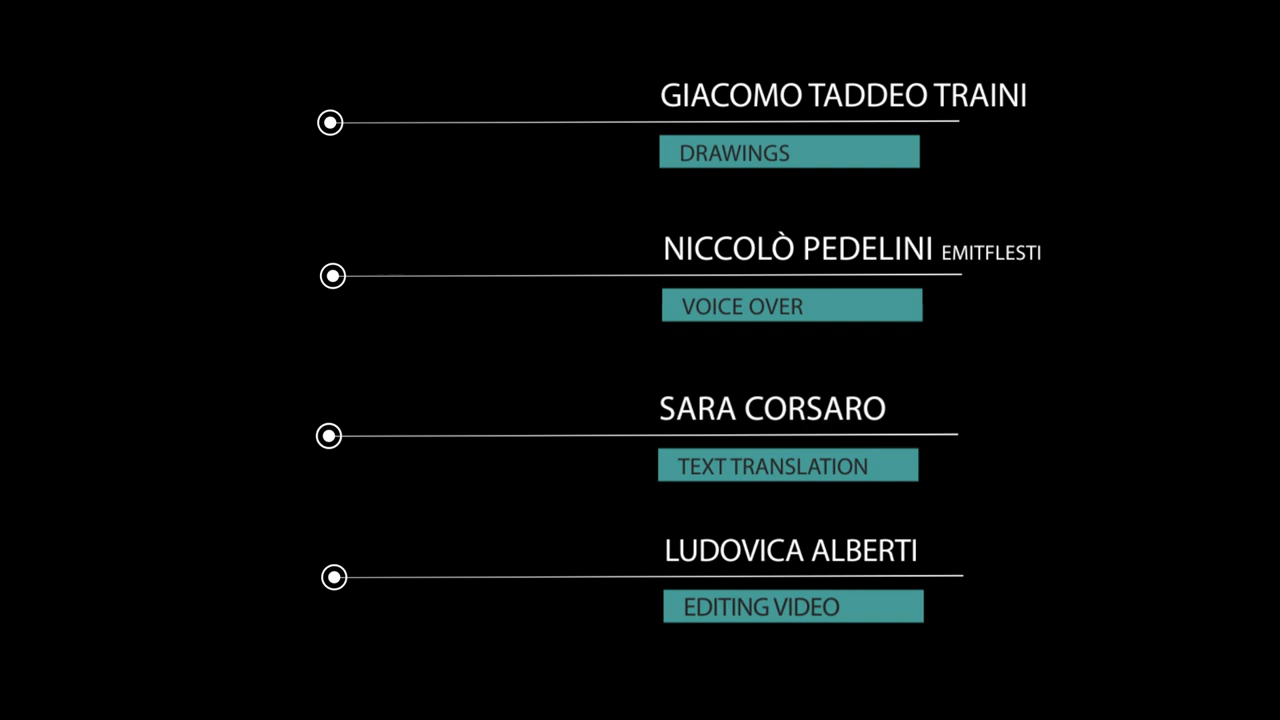 GIACOMO TADDEO TRAINI
DRAWINGS
NICCOLÒ PEDELINI EMITFLESTI
VOICE OVER
SARA CORSARO
TEXT TRANSLATION
LUDOVICA ALBERTI
EDITING VIDEO